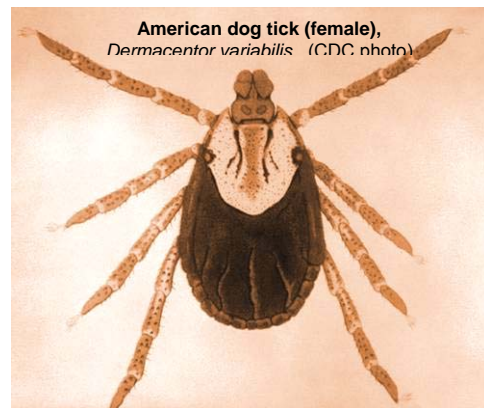 American dog tick (female),
Dermacentor variabilis (CDC photo)